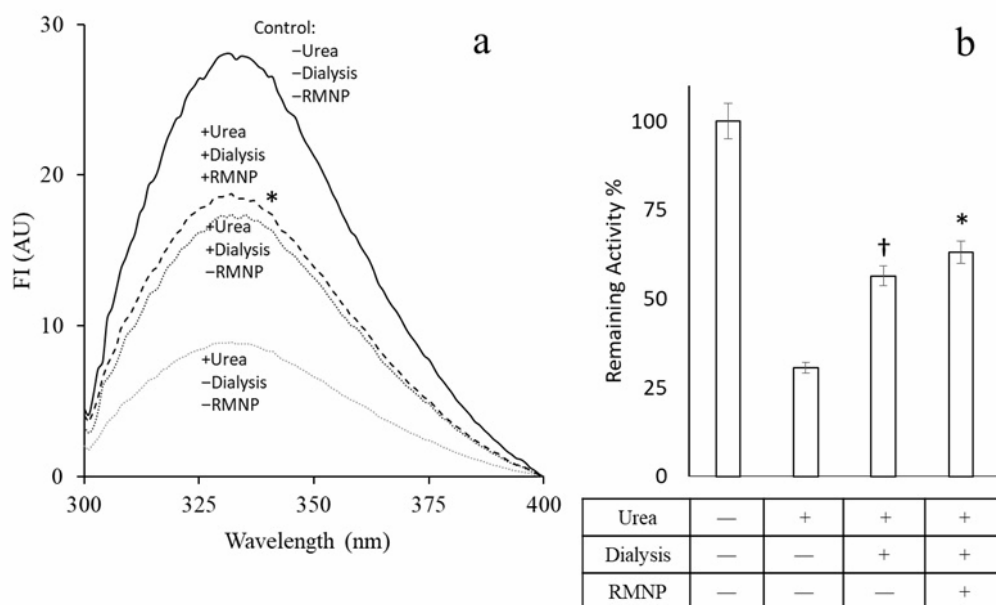 a
Control:
−Urea
−Dialysis
−RMNP
+Urea
+Dialysis
+RMNP
*
+Urea
+Dialysis
−RMNP
+Urea
−Dialysis
−RMNP
FI (AU)
30
20
10
0
300
325
350
375
400
Wavelength (nm)
b
Remaining Activity %
100
75
50
25
0
†
*
Urea — + + +
Dialysis — — + +
RMNP — — — +